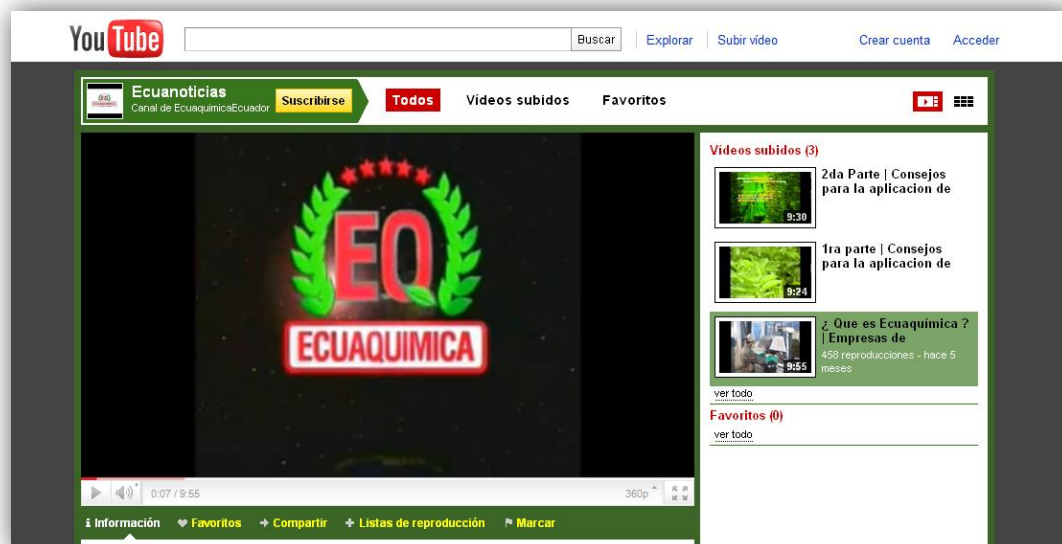 YouTube
Buscar
Explorar
Subir vídeo
Crear cuenta
Acceder
Ecuanoticias
Canal de EcuaquimicaEcuador
Suscribirse
Todos
Vídeos subidos
Favoritos
EQ
ECUAQUIMICA
0:07 / 9:55
360p
i Información
Favoritos
Compartir
Listas de reproducción
Marcar
Vídeos subidos (3)
2da Parte | Consejos
para la aplicacion de
9:30
1ra parte | Consejos
para la aplicacion de
9:24
¿ Que es Ecuaquimica ?
| Empresas de
458 reproducciones - hace 5
meses
9:55
ver todo
Favoritos (0)
ver todo